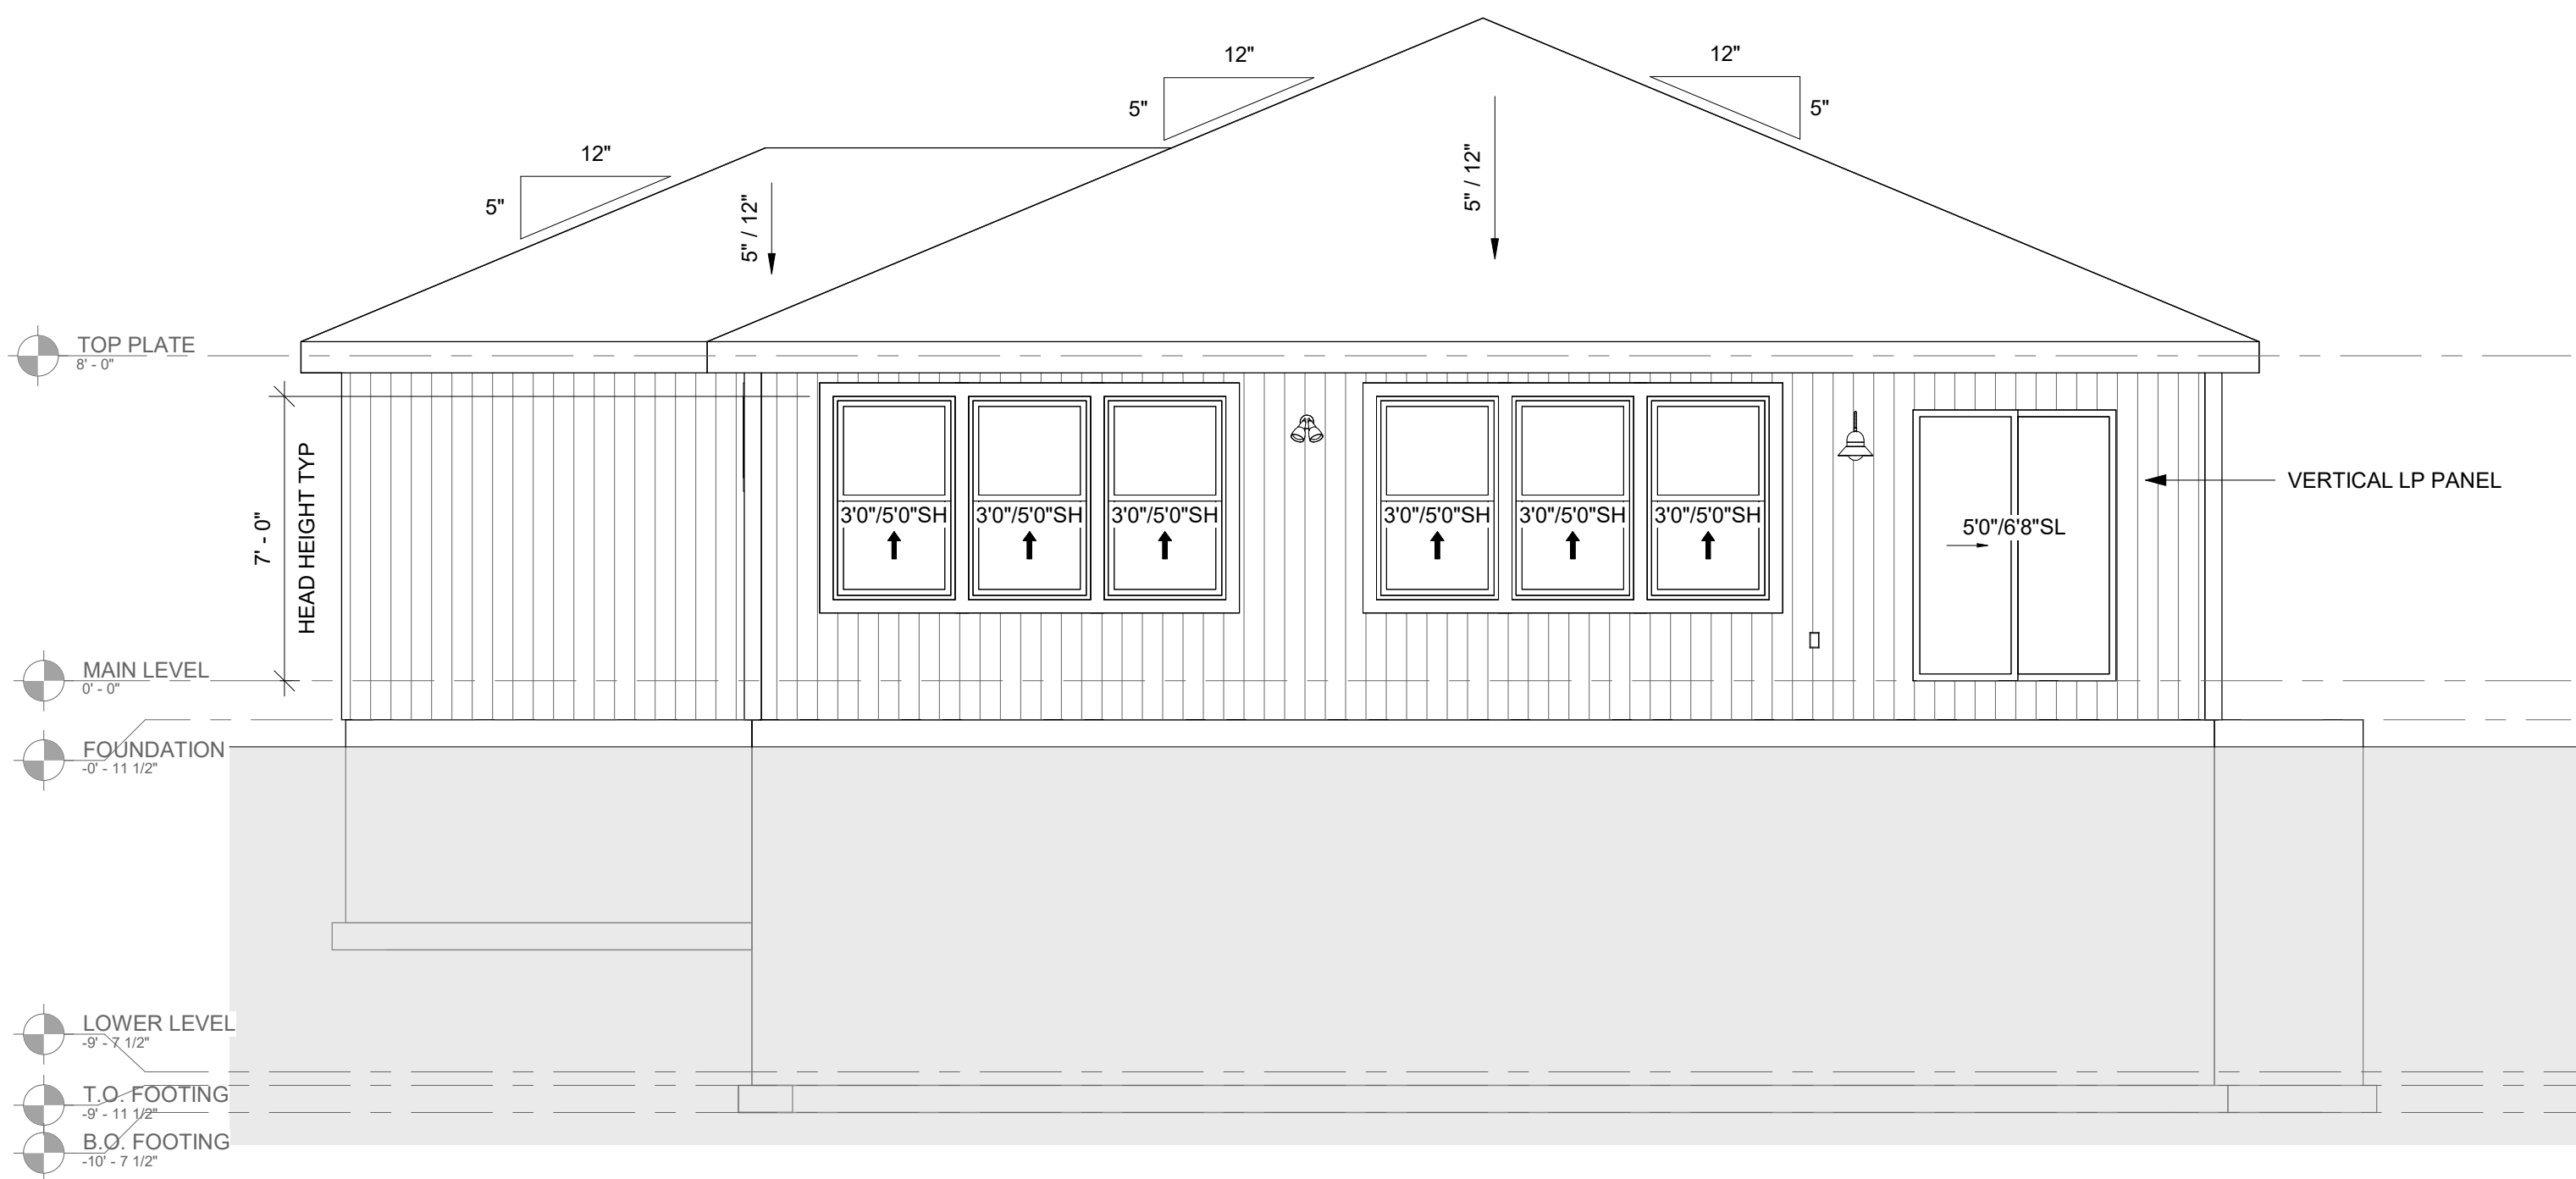 12"
12"
5"
5"
12"
5"
5" / 12"
5" / 12"
TOP PLATE
8' - 0"
HEAD HEIGHT TYP
7' - 0"
VERTICAL LP PANEL
3'0"/5'0"SH
3'0"/5'0"SH
3'0"/5'0"SH
3'0"/5'0"SH
3'0"/5'0"SH
3'0"/5'0"SH
5'0"/6'8"SL
MAIN LEVEL
0' - 0"
FOUNDATION
-0' - 11 1/2"
LOWER LEVEL
-9' - 7 1/2"
T.O. FOOTING
-9' - 11 1/2"
B.O. FOOTING
-10' - 7 1/2"